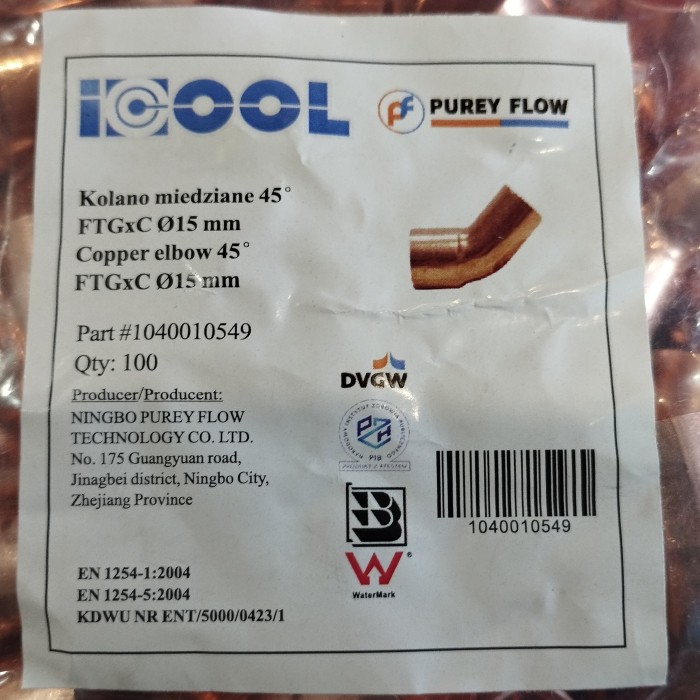 iCOOL
PF PUREY FLOW
Kolano miedziane 45°
FTGxC Ø15 mm
Copper elbow 45°
FTGxC Ø15 mm
Part #1040010549
Qty: 100
Producer/Producent:
NINGBO PUREY FLOW
TECHNOLOGY CO. LTD.
No. 175 Guangyuan road,
Jinagbei district, Ningbo City,
Zhejiang Province
EN 1254-1:2004
EN 1254-5:2004
KDWU NR ENT/5000/0423/1
DVGW
PZH
PIB
B
W®
WaterMark
1040010549